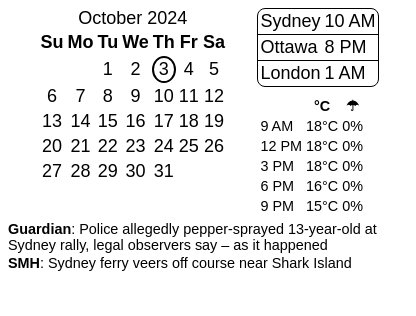 October 2024
Su Mo Tu We Th Fr Sa
1 2 3 4 5
6 7 8 9 10 11 12
13 14 15 16 17 18 19
20 21 22 23 24 25 26
27 28 29 30 31
Sydney 10 AM
Ottawa 8 PM
London 1 AM
°C ☂
9 AM 18°C 0%
12 PM 18°C 0%
3 PM 18°C 0%
6 PM 16°C 0%
9 PM 15°C 0%
Guardian: Police allegedly pepper-sprayed 13-year-old at
Sydney rally, legal observers say – as it happened
SMH: Sydney ferry veers off course near Shark Island